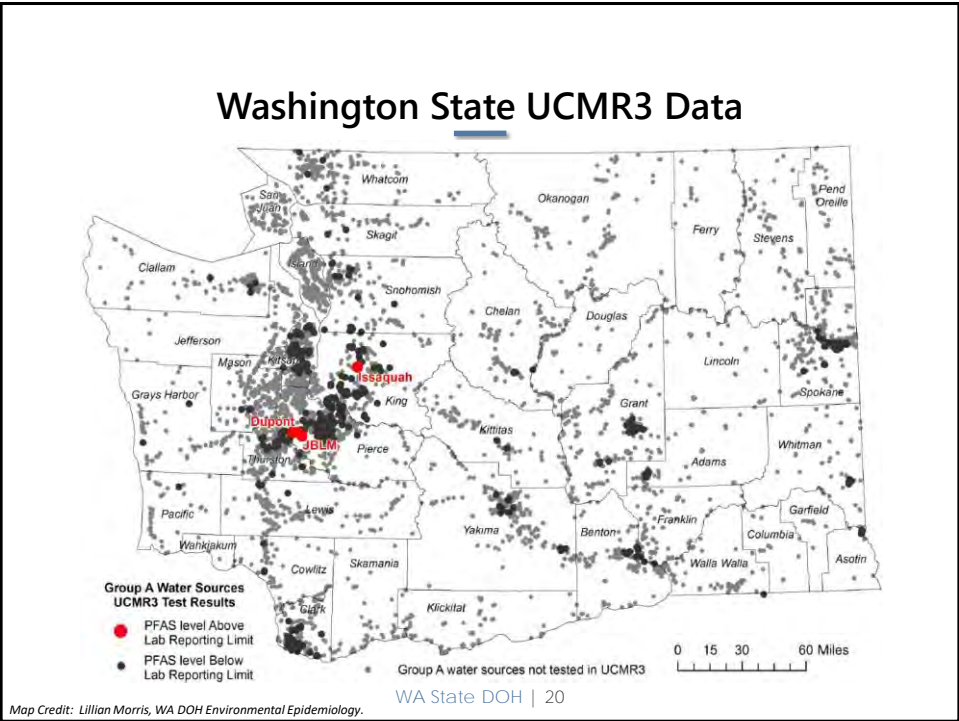 Washington State UCMR3 Data
Whatcom
San
Juan
Skagit
Okanogan
Ferry
Stevens
Pend
Oreille
Clallam
Island
Snohomish
Chelan
Douglas
Jefferson
Mason
Kitsap
Issaquah
King
Lincoln
Spokane
Grays Harbor
Grant
Dupont
JBLM
Pierce
Kittitas
Thurston
Adams
Whitman
Pacific
Lewis
Yakima
Benton
Franklin
Garfield
Columbia
Wahkiakum
Walla Walla
Asotin
Cowlitz
Skamania
Clark
Klickitat
Group A Water Sources
UCMR3 Test Results
PFAS level Above
Lab Reporting Limit
PFAS level Below
Lab Reporting Limit
Group A water sources not tested in UCMR3
0 15 30 60 Miles
WA State DOH | 20
Map Credit: Lillian Morris, WA DOH Environmental Epidemiology.